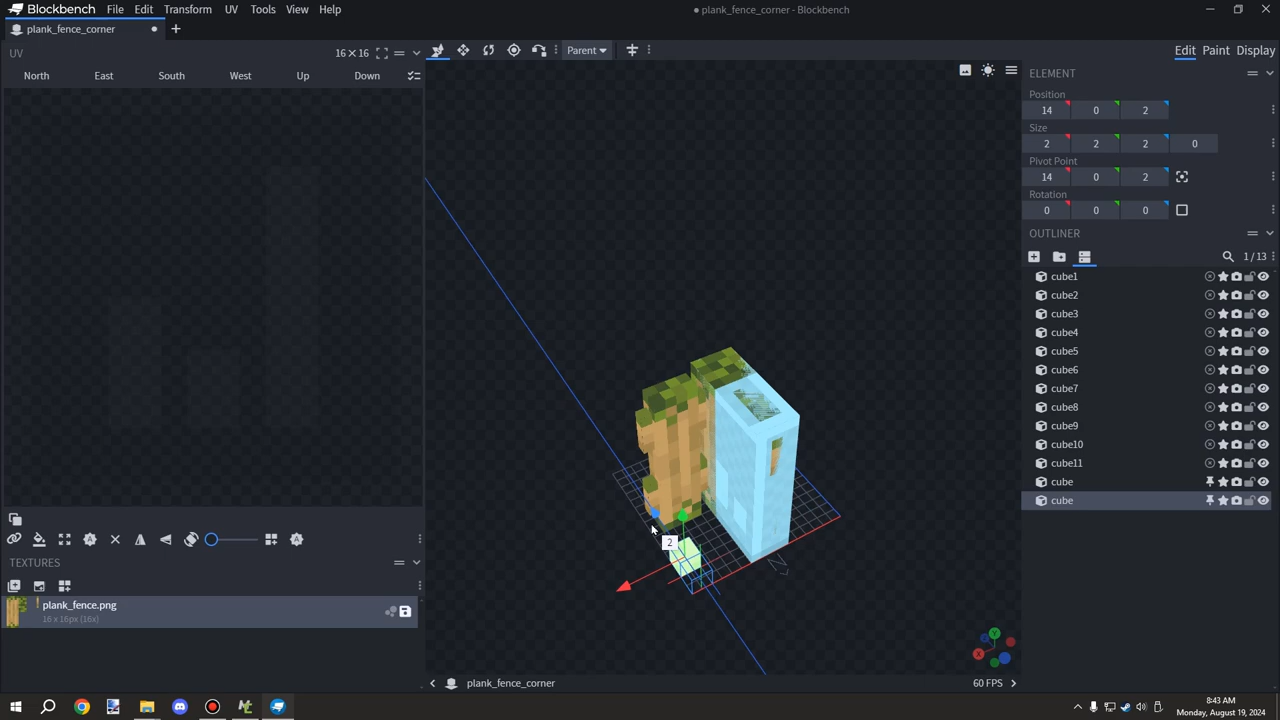 Blockbench File Edit Transform UV Tools View Help
plank_fence_corner - Blockbench
plank_fence_corner
UV 16 × 16
North East South West Up Down
Parent
Edit Paint Display
ELEMENT
Position
14 0 2
Size
2 2 2 0
Pivot Point
14 0 2
Rotation
0 0 0
OUTLINER
1 / 13
cube1
cube2
cube3
cube4
cube5
cube6
cube7
cube8
cube9
cube10
cube11
cube
cube
2
N
TEXTURES
plank_fence.png
16 x 16px (16x)
Y
X
Z
plank_fence_corner
60 FPS
8:43 AM
Monday, August 19, 2024